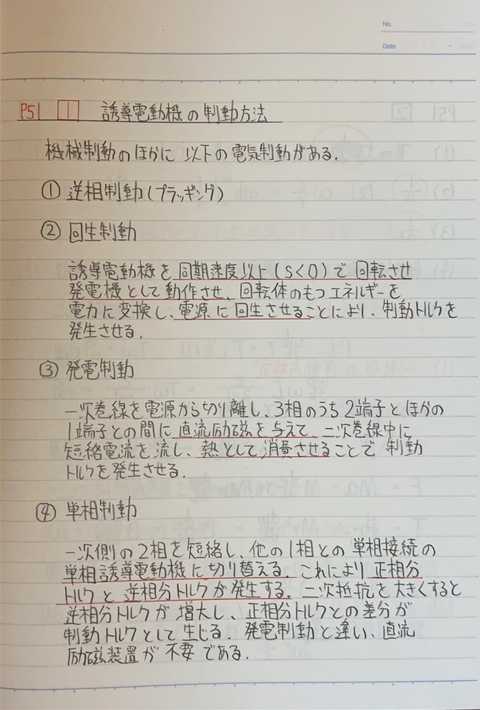 No.
Date
P51 1 誘導電動機の制動方法
機械制動のほかに 以下の電気制動がある.
① 逆相制動(プラッギング)
② 回生制動
誘導電動機を同期速度以上(S<0)で回転させ
発電機として動作させ、回転体のもつエネルギーを
電力に変換し、電源に回生させることにより、制動トルクを
発生させる.
③ 発電制動
一次巻線を電源から切り離し、3相のうち2端子とほかの
1端子との間に直流励磁を与えて、二次巻線中に
短絡電流を流し、熱として消費させることで 制動
トルクを発生させる.
④ 単相制動
一次側の2相を短絡し、他の1相との単相接続の
単相誘導電動機に切り替える. これにより正相分
トルクと逆相分トルクが発生する. 二次抵抗を大きくすると
逆相分トルクが増大し、正相分トルクとの差分が
制動トルクとして生じる. 発電制動と違い、直流
励磁装置が不要である.